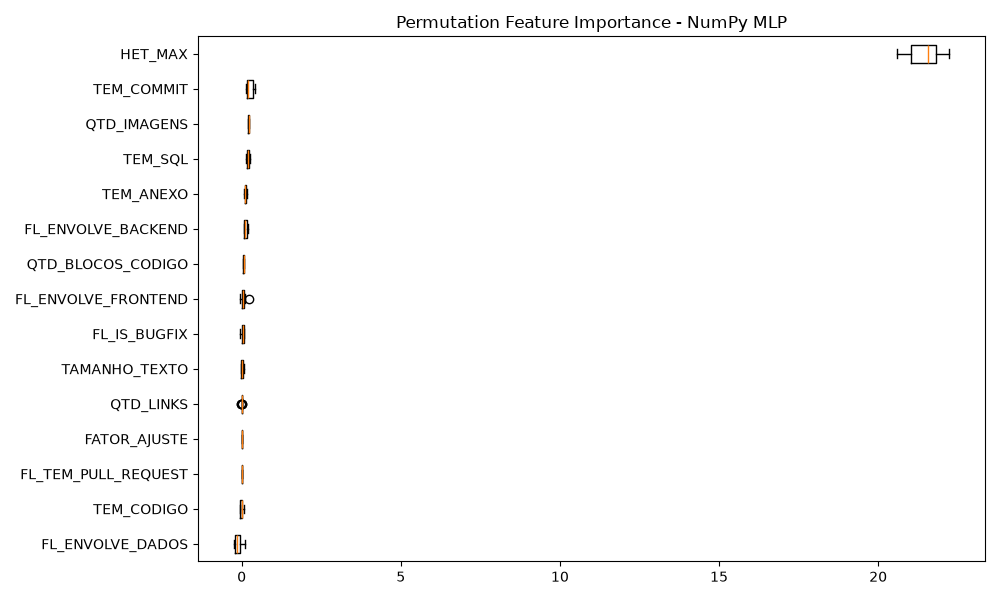 Permutation Feature Importance - NumPy MLP
HET_MAX
TEM_COMMIT
QTD_IMAGENS
TEM_SQL
TEM_ANEXO
FL_ENVOLVE_BACKEND
QTD_BLOCOS_CODIGO
FL_ENVOLVE_FRONTEND
FL_IS_BUGFIX
TAMANHO_TEXTO
QTD_LINKS
FATOR_AJUSTE
FL_TEM_PULL_REQUEST
TEM_CODIGO
FL_ENVOLVE_DADOS
0 5 10 15 20